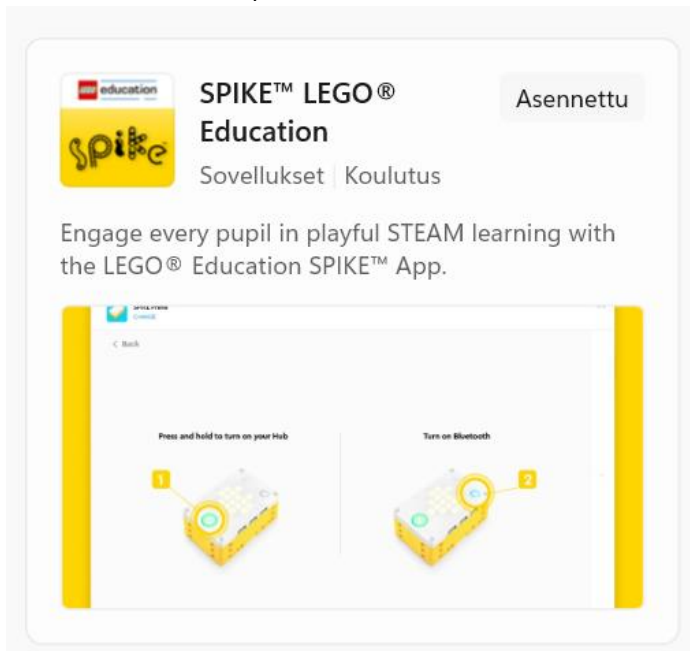 education
spike
SPIKE™ LEGO®
Education
Asennettu
Sovellukset Koulutus
Engage every pupil in playful STEAM learning with
the LEGO® Education SPIKE™ App.
CHANGE
< Back
Press and hold to turn on your Hub
Turn on Bluetooth
1
2